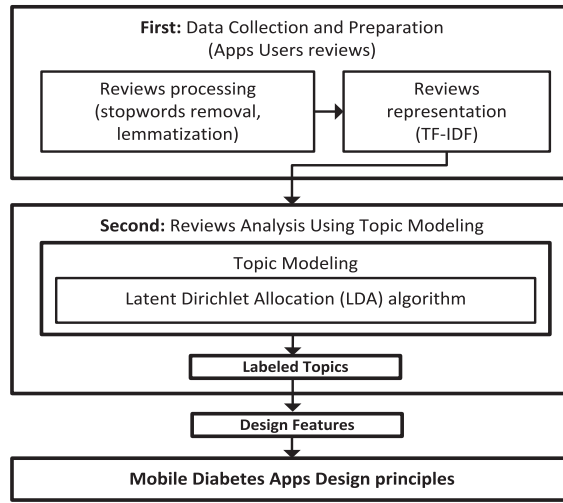 First: Data Collection and Preparation
(Apps Users reviews)
Reviews processing
(stopwords removal,
lemmatization)
Reviews
representation
(TF-IDF)
Second: Reviews Analysis Using Topic Modeling
Topic Modeling
Latent Dirichlet Allocation (LDA) algorithm
Labeled Topics
Design Features
Mobile Diabetes Apps Design principles